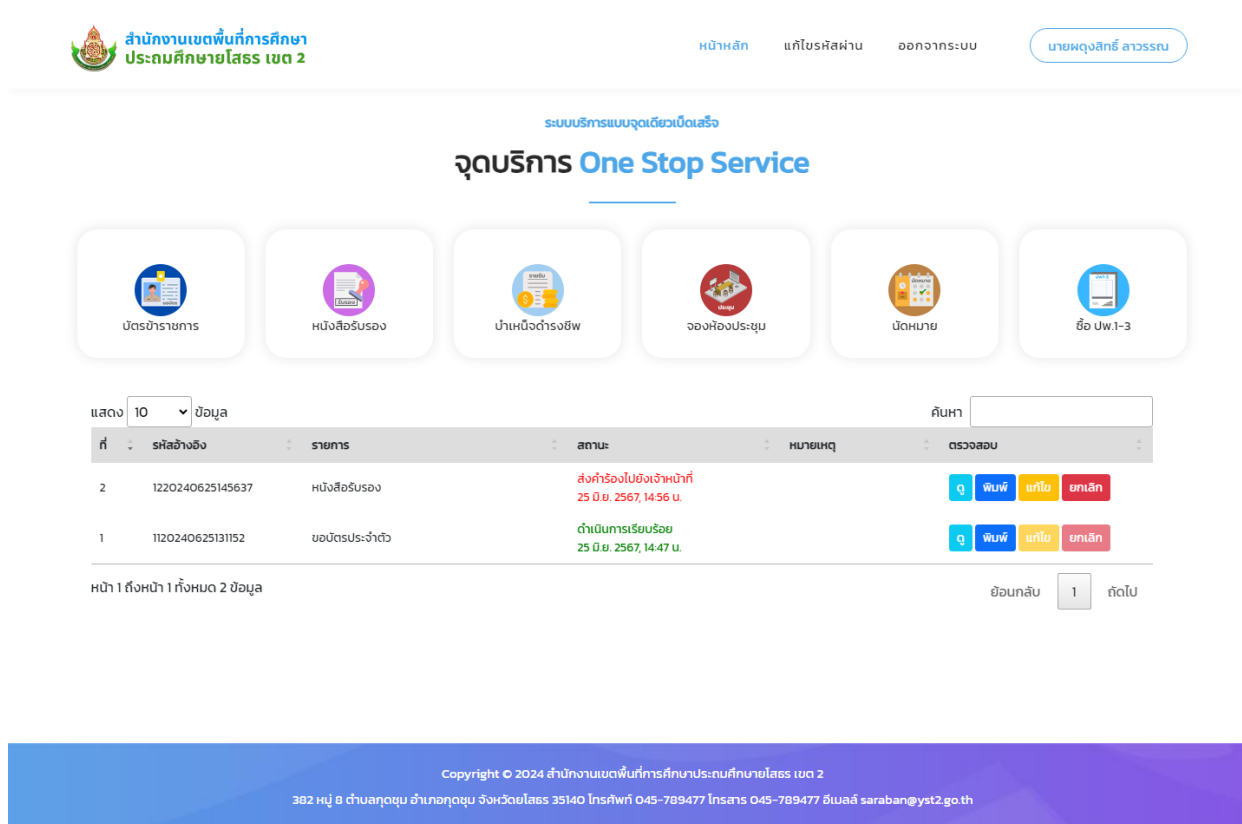 สำนักงานเขตพื้นที่การศึกษา
ประถมศึกษายโสธร เขต 2
หน้าหลัก แก้ไขรหัสผ่าน ออกจากระบบ นายผดุงสิทธิ์ ลาวรรณ
ระบบบริการแบบจุดเดียวเบ็ดเสร็จ
จุดบริการ One Stop Service
บัตรข้าราชการ หนังสือรับรอง บำเหน็จดำรงชีพ จองห้องประชุม นัดหมาย ซื้อ ปพ.1-3
แสดง 10 ข้อมูล ค้นหา
ที่ รหัสอ้างอิง รายการ สถานะ หมายเหตุ ตรวจสอบ
2 1220240625145637 หนังสือรับรอง ส่งคำร้องไปยังเจ้าหน้าที่ ดู พิมพ์ แก้ไข ยกเลิก
25 มิ.ย. 2567, 14:56 น.
1 1120240625131152 ขอบัตรประจำตัว ดำเนินการเรียบร้อย ดู พิมพ์ แก้ไข ยกเลิก
25 มิ.ย. 2567, 14:47 น.
หน้า 1 ถึงหน้า 1 ทั้งหมด 2 ข้อมูล ย้อนกลับ 1 ถัดไป
Copyright © 2024 สำนักงานเขตพื้นที่การศึกษาประถมศึกษายโสธร เขต 2
382 หมู่ 8 ตำบลกุดชุม อำเภอกุดชุม จังหวัดยโสธร 35140 โทรศัพท์ 045-789477 โทรสาร 045-789477 อีเมลล์ saraban@yst2.go.th